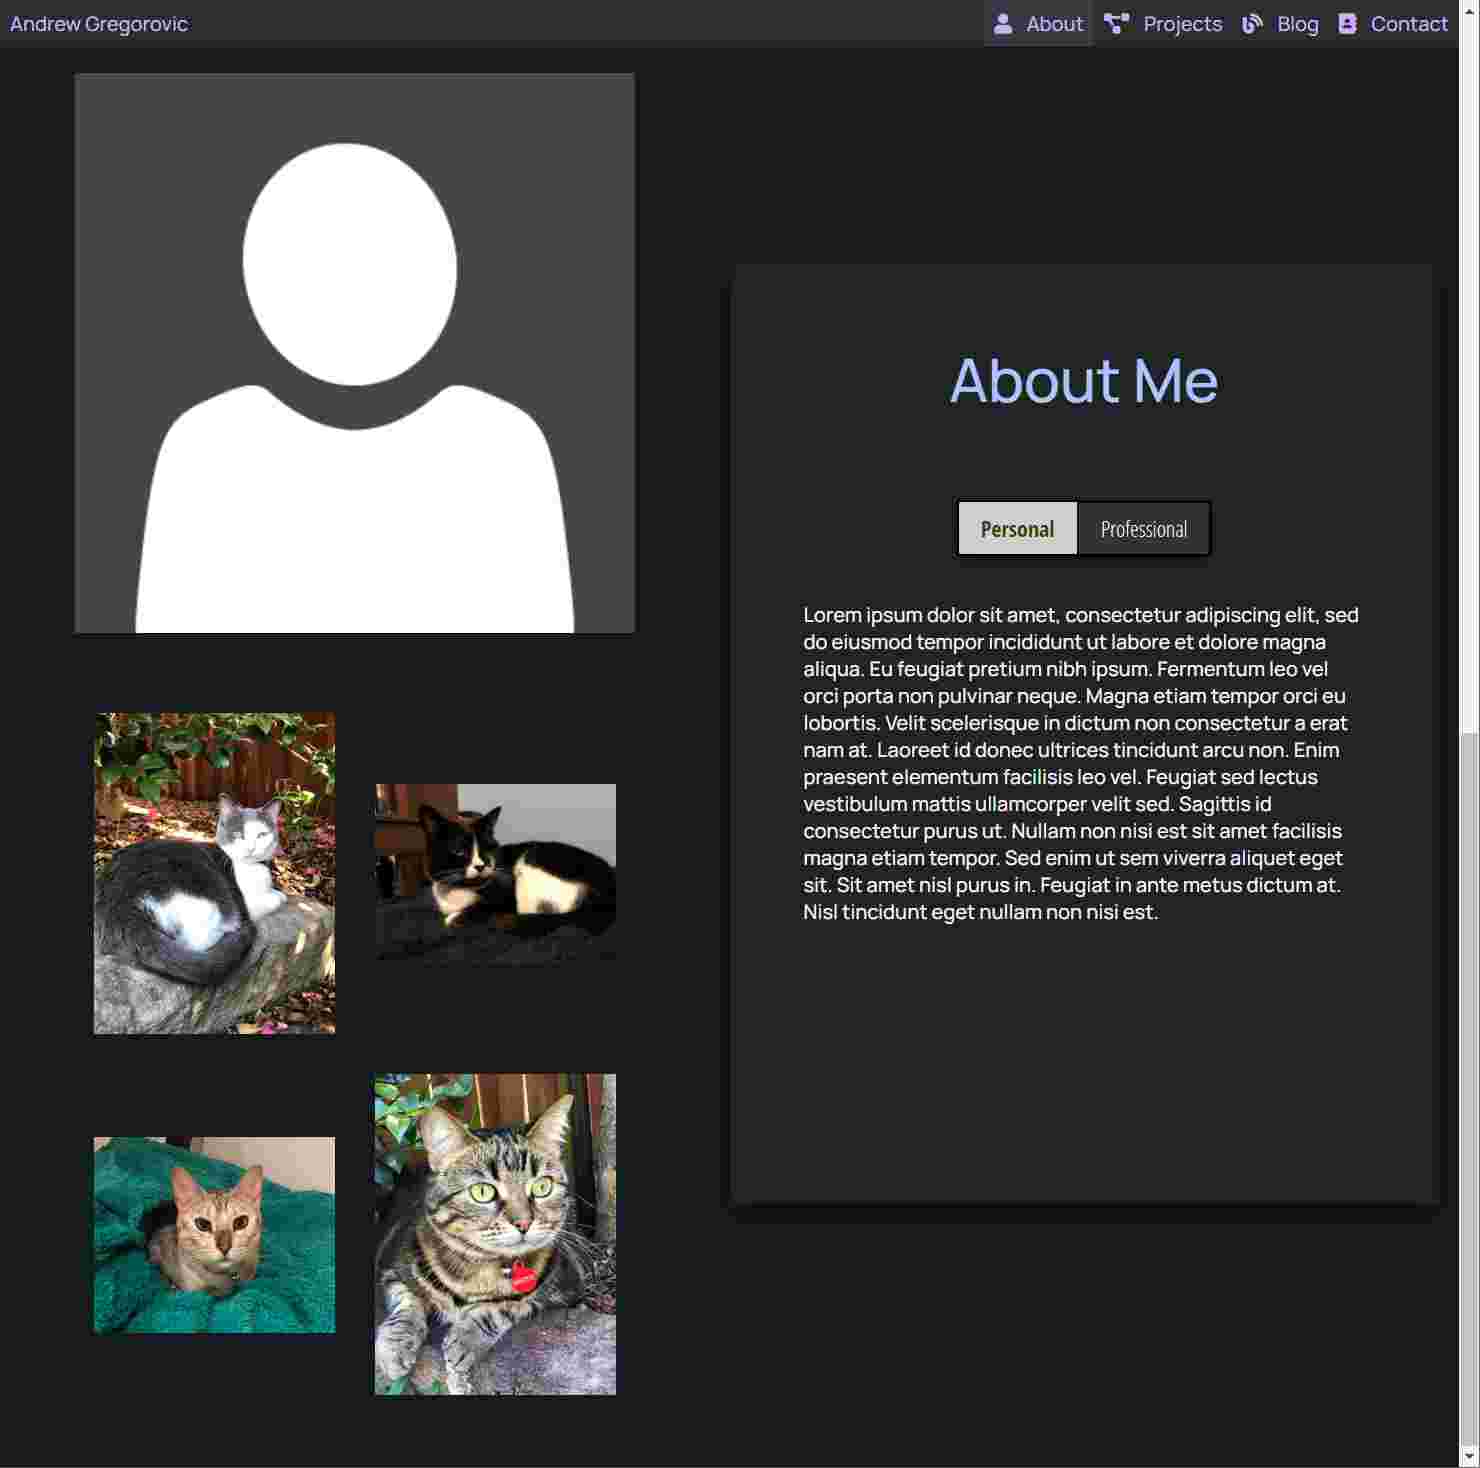 Andrew Gregorovic
About
Projects
Blog
Contact
About Me
Personal
Professional
Lorem ipsum dolor sit amet, consectetur adipiscing elit, sed
do eiusmod tempor incididunt ut labore et dolore magna
aliqua. Eu feugiat pretium nibh ipsum. Fermentum leo vel
orci porta non pulvinar neque. Magna etiam tempor orci eu
lobortis. Velit scelerisque in dictum non consectetur a erat
nam at. Laoreet id donec ultrices tincidunt arcu non. Enim
praesent elementum facilisis leo vel. Feugiat sed lectus
vestibulum mattis ullamcorper velit sed. Sagittis id
consectetur purus ut. Nullam non nisi est sit amet facilisis
magna etiam tempor. Sed enim ut sem viverra aliquet eget
sit. Sit amet nisl purus in. Feugiat in ante metus dictum at.
Nisl tincidunt eget nullam non nisi est.